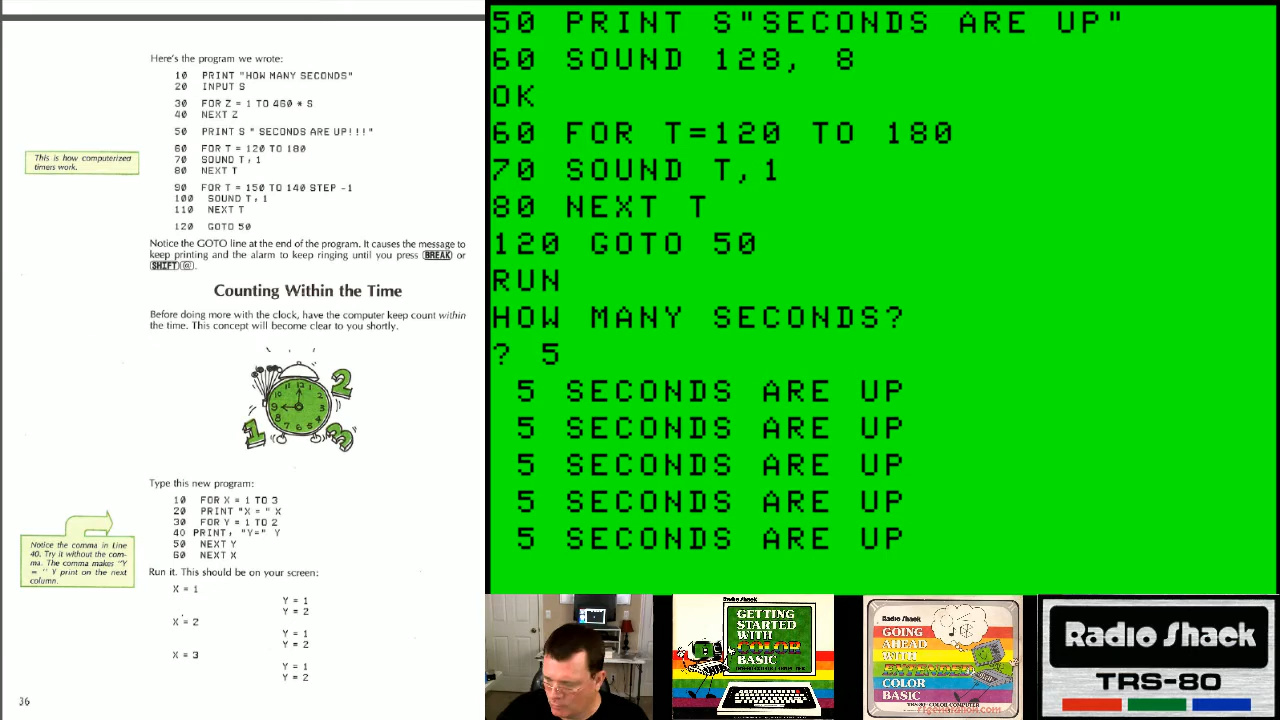 Here's the program we wrote:
10 PRINT "HOW MANY SECONDS"
20 INPUT S
30 FOR Z = 1 TO 460 * S
40 NEXT Z
50 PRINT S " SECONDS ARE UP!!!"
60 FOR T = 120 TO 180
70 SOUND T, 1
80 NEXT T
90 FOR T = 150 TO 140 STEP -1
100 SOUND T, 1
110 NEXT T
120 GOTO 50
This is how computerized
timers work.
Notice the GOTO line at the end of the program. It causes the message to
keep printing and the alarm to keep ringing until you press BREAK or
SHIFT @.
Counting Within the Time
Before doing more with the clock, have the computer keep count within
the time. This concept will become clear to you shortly.
1
2
3
Type this new program:
10 FOR X = 1 TO 3
20 PRINT "X = " X
30 FOR Y = 1 TO 2
40 PRINT, "Y=" Y
50 NEXT Y
60 NEXT X
Notice the comma in Line
40. Try it without the com-
ma. The comma makes "Y
= " Y print on the next
column.
Run it. This should be on your screen:
X = 1
Y = 1
Y = 2
X = 2
Y = 1
Y = 2
X = 3
Y = 1
Y = 2
36
50 PRINT S"SECONDS ARE UP"
60 SOUND 128, 8
OK
60 FOR T=120 TO 180
70 SOUND T,1
80 NEXT T
120 GOTO 50
RUN
HOW MANY SECONDS?
? 5
5 SECONDS ARE UP
5 SECONDS ARE UP
5 SECONDS ARE UP
5 SECONDS ARE UP
5 SECONDS ARE UP
Radio Shack
GETTING
STARTED
WITH
COLOR
BASIC
Radio Shack
GOING
AHEAD
WITH
EXTENDED
COLOR
BASIC
TRS-80 COLOR COMPUTER
Radio Shack
TRS-80